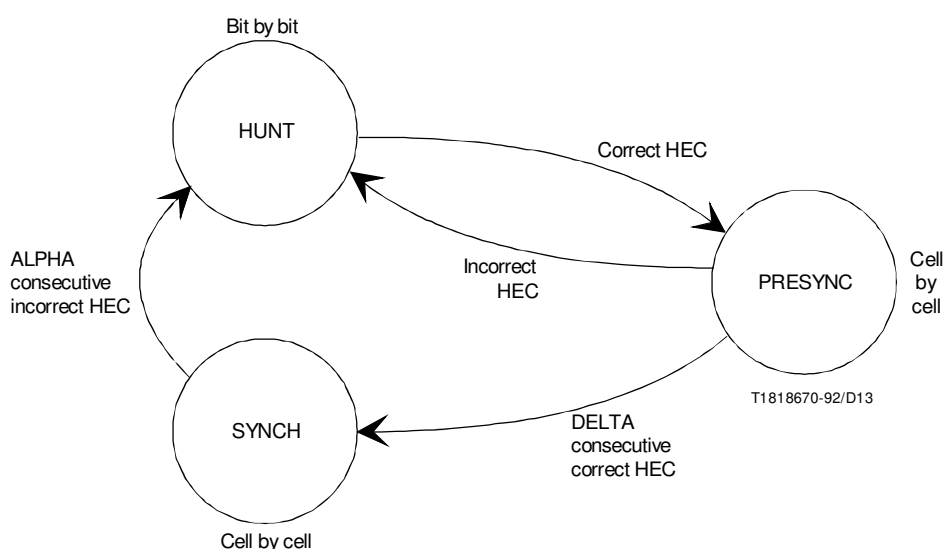 Bit by bit
HUNT
Correct HEC
ALPHA
consecutive
incorrect HEC
Incorrect
HEC
PRESYNC
Cell
by
cell
T1818670-92/D13
SYNCH
DELTA
consecutive
correct HEC
Cell by cell